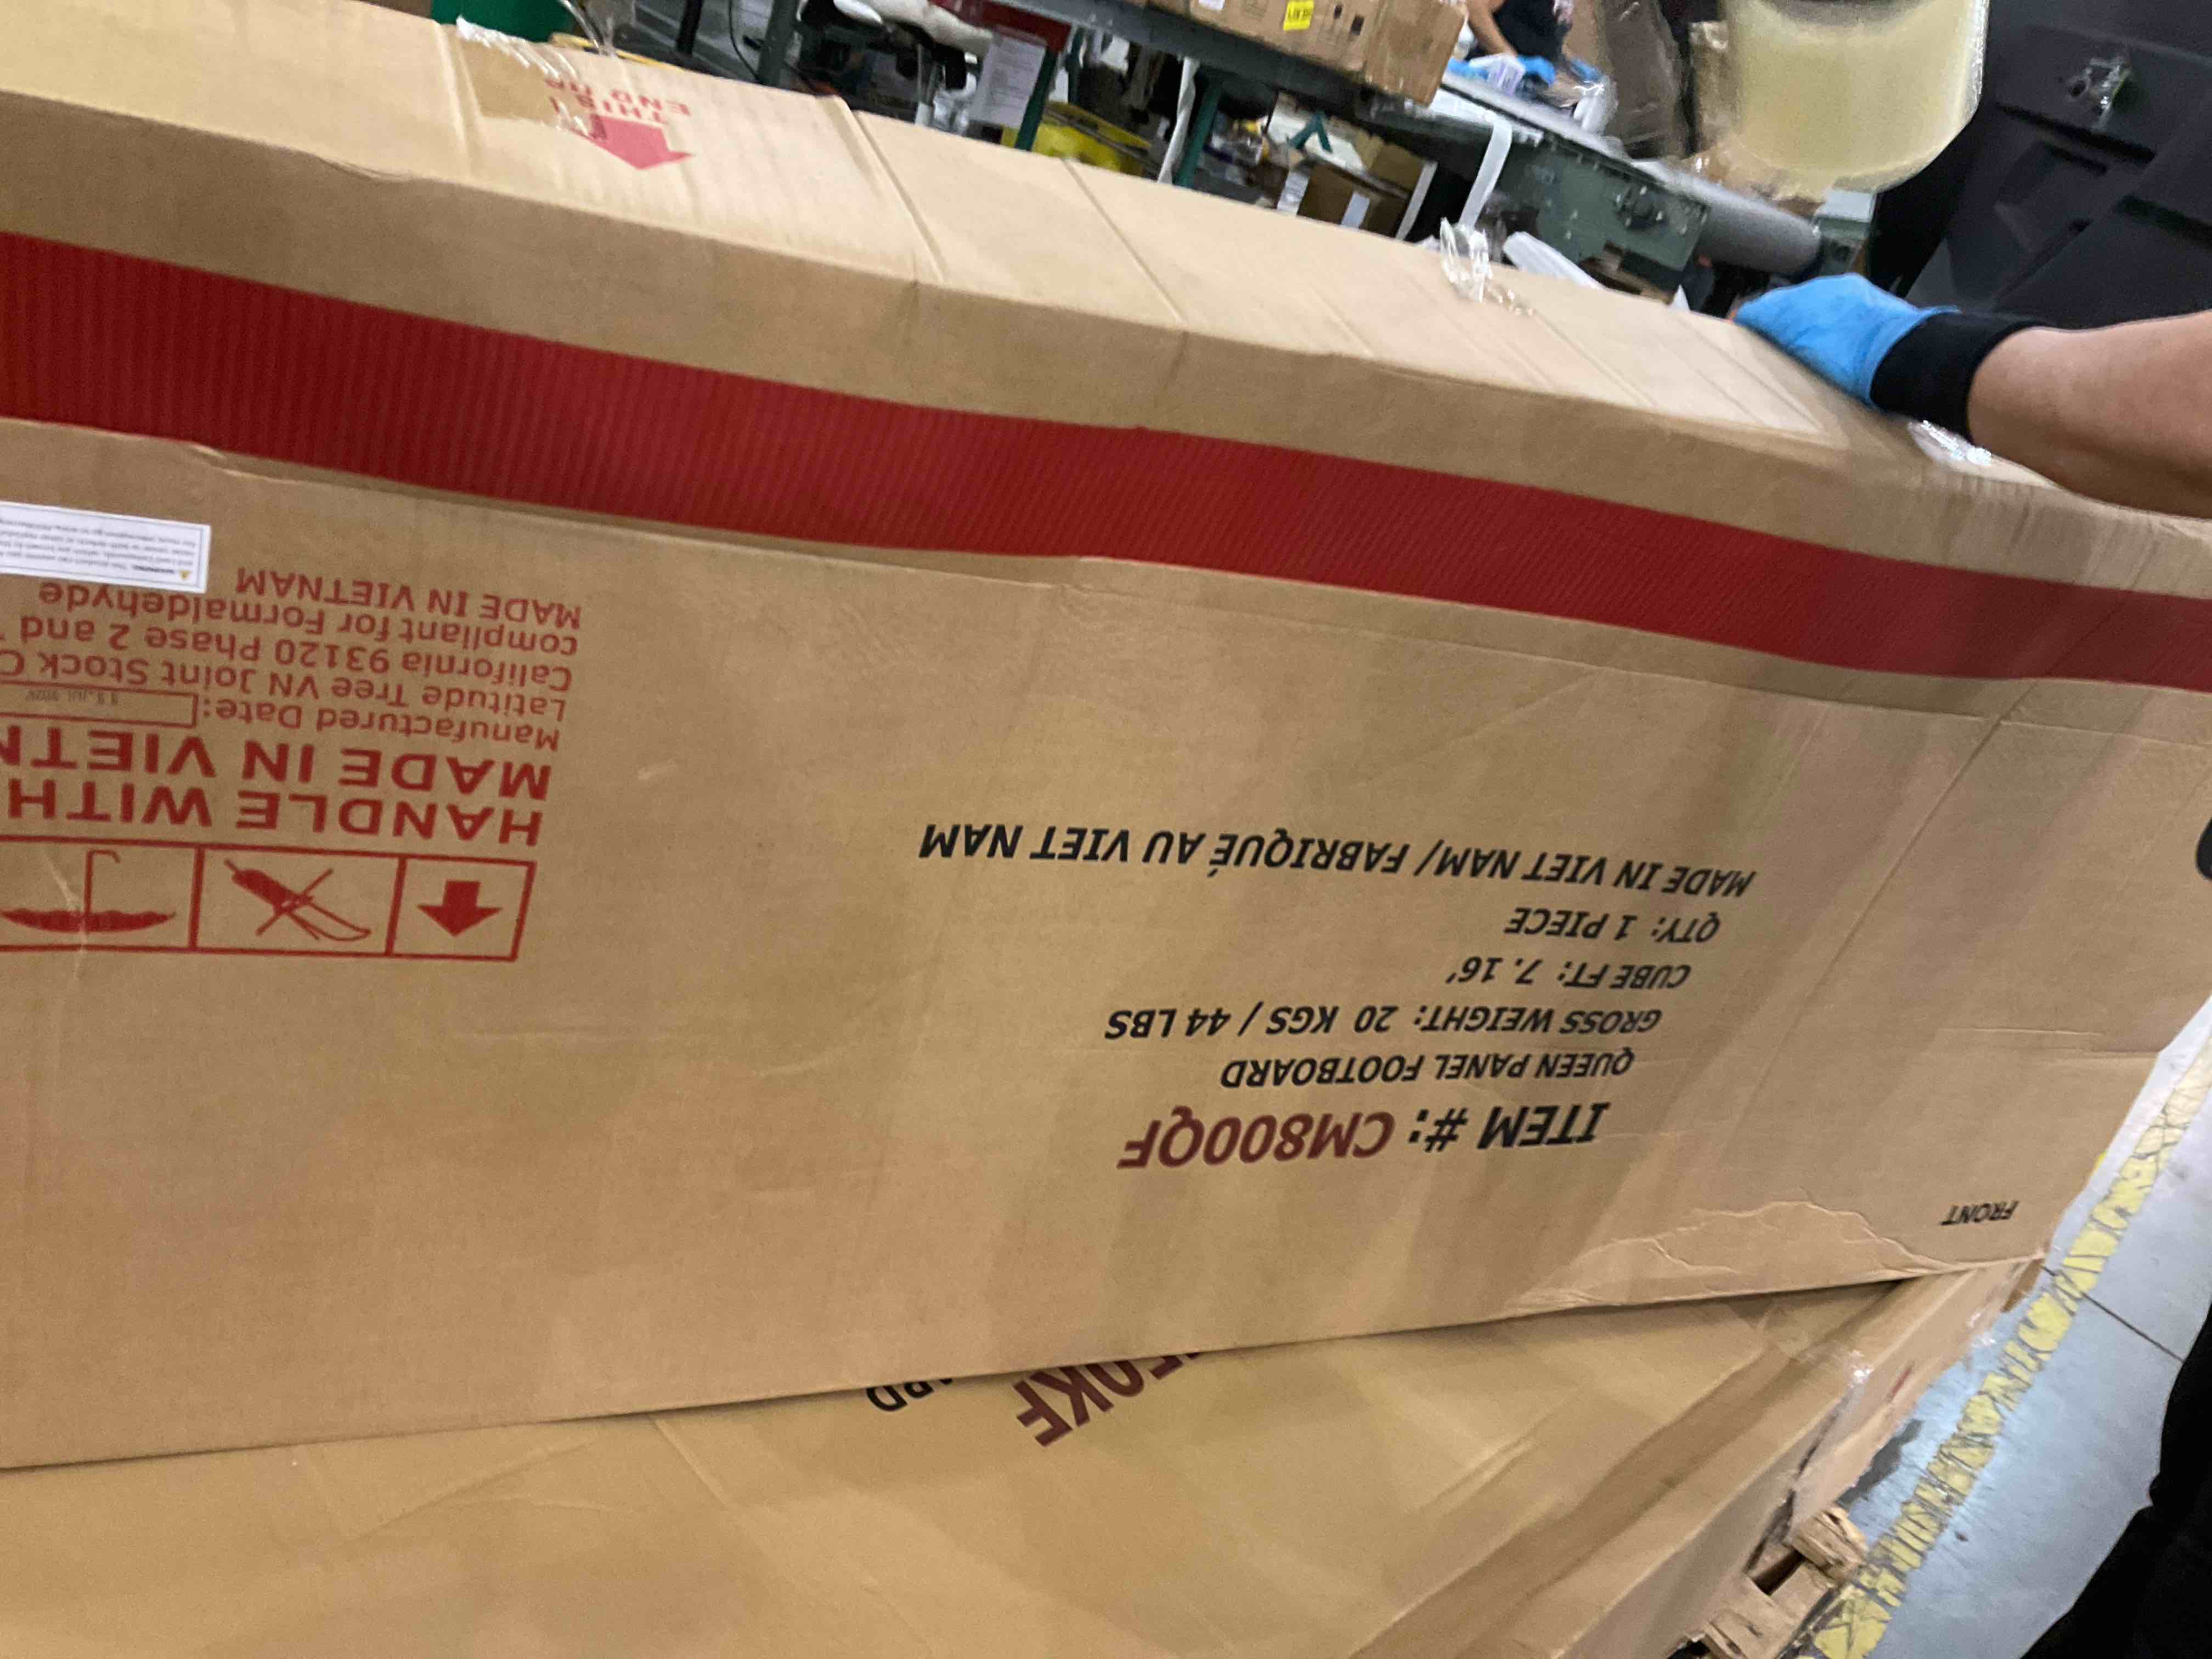 FRONT
ITEM #: CM800QF
QUEEN PANEL FOOTBOARD
GROSS WEIGHT: 20 KGS / 44 LBS
CUBE FT: 7. 16'
QTY: 1 PIECE
MADE IN VIET NAM/ FABRIQUÉ AU VIET NAM
HANDLE WITH
MADE IN VIETN
Manufactured Date:
Latitude Tree VN Joint Stock C
California 93120 Phase 2 and
compliant for Formaldehyde
MADE IN VIETNAM
WARNING:
THIS
END